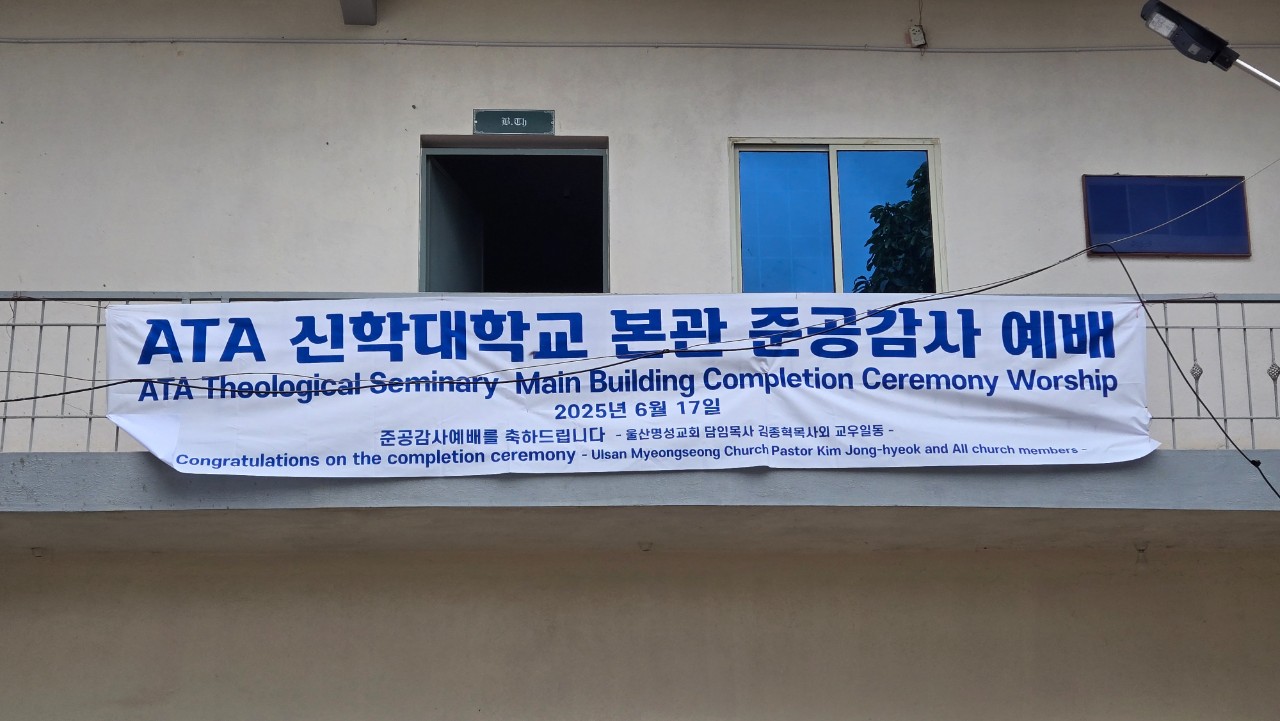 B.Th
ATA 신학대학교 본관 준공감사 예배
ATA Theological Seminary Main Building Completion Ceremony Worship
2025년 6월 17일
준공감사예배를 축하드립니다 - 울산명성교회 담임목사 김종혁목사외 교우일동 -
Congratulations on the completion ceremony - Ulsan Myeongseong Church Pastor Kim Jong-hyeok and All church members -